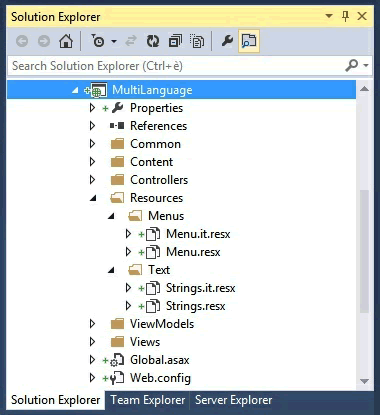 Solution Explorer
Search Solution Explorer (Ctrl+è)
MultiLanguage
Properties
References
Common
Content
Controllers
Resources
Menus
Menu.it.resx
Menu.resx
Text
Strings.it.resx
Strings.resx
ViewModels
Views
Global.asax
Web.config
Solution Explorer Team Explorer Server Explorer